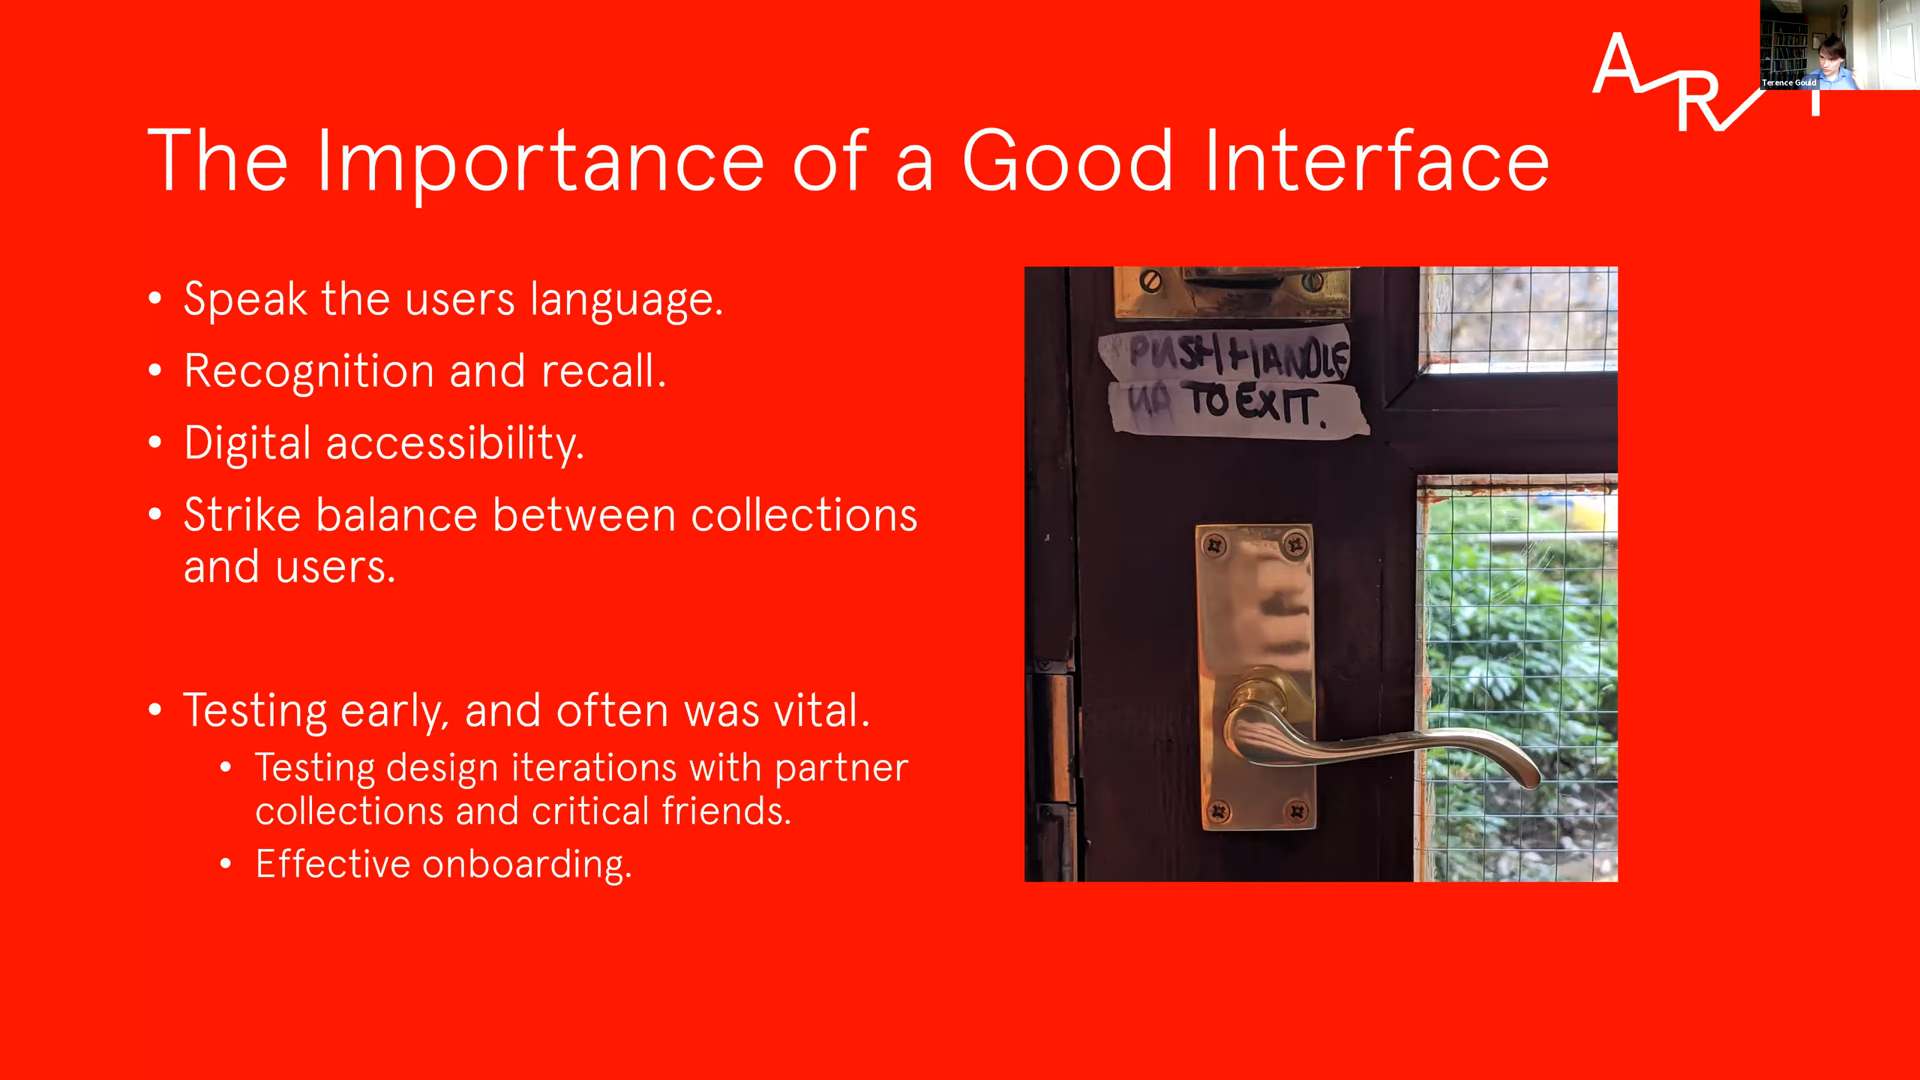 Terence Gould
A R T
The Importance of a Good Interface
• Speak the users language.
• Recognition and recall.
• Digital accessibility.
• Strike balance between collections
and users.
• Testing early, and often was vital.
• Testing design iterations with partner
collections and critical friends.
• Effective onboarding.
PUSH HANDLE
UP TO EXIT.